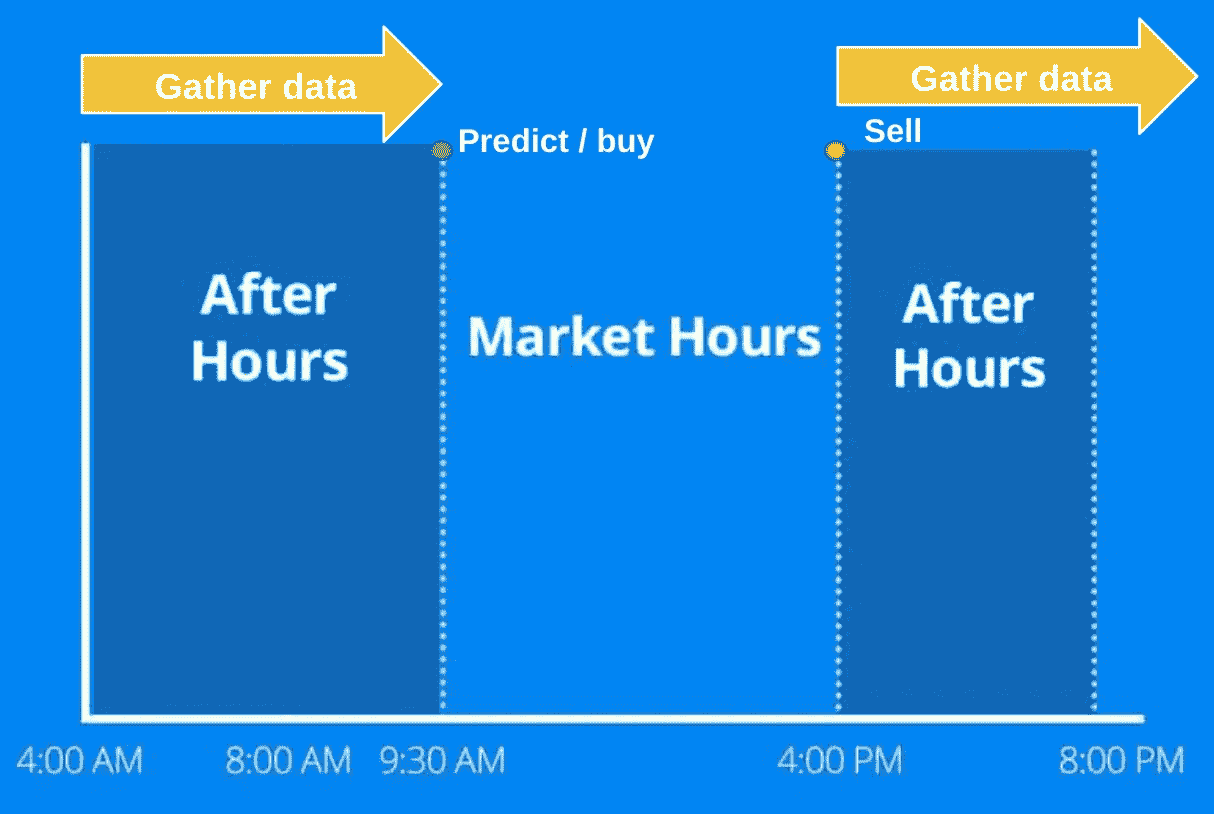 Gather data
Gather data
Predict / buy
Sell
After
Hours
Market Hours
After
Hours
4:00 AM
8:00 AM
9:30 AM
4:00 PM
8:00 PM